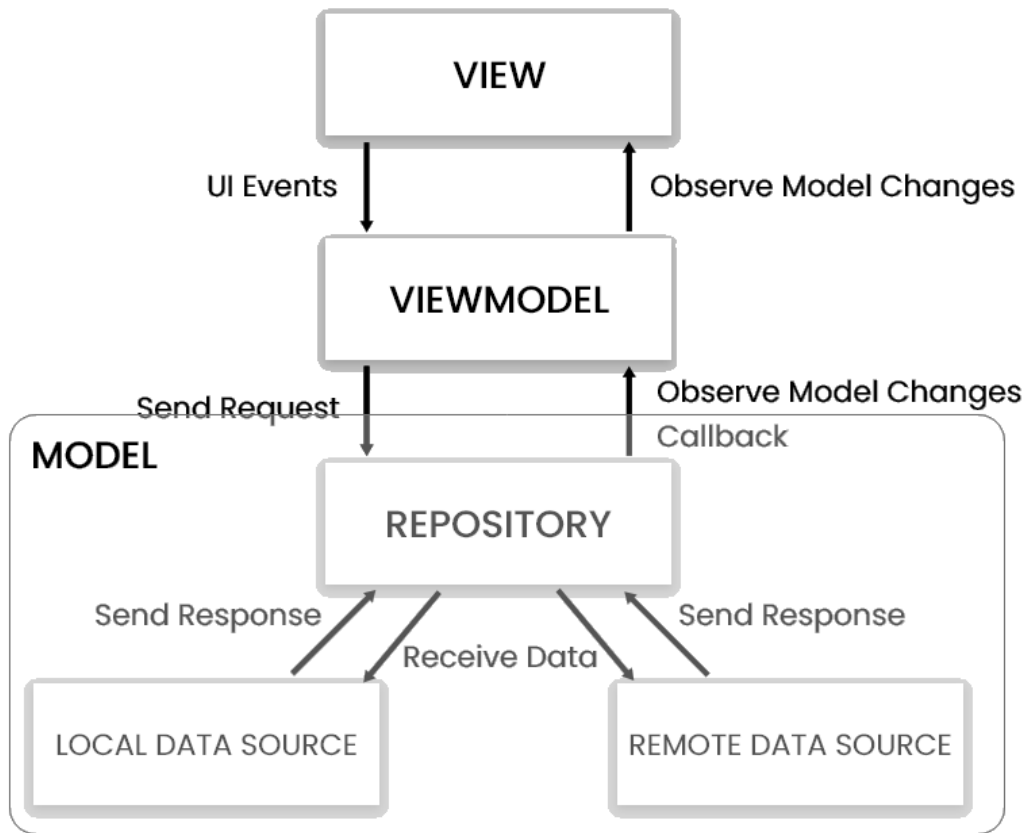 VIEW
UI Events
Observe Model Changes
VIEWMODEL
Send Request
Observe Model Changes
Callback
MODEL
REPOSITORY
Send Response
Send Response
Receive Data
LOCAL DATA SOURCE
REMOTE DATA SOURCE